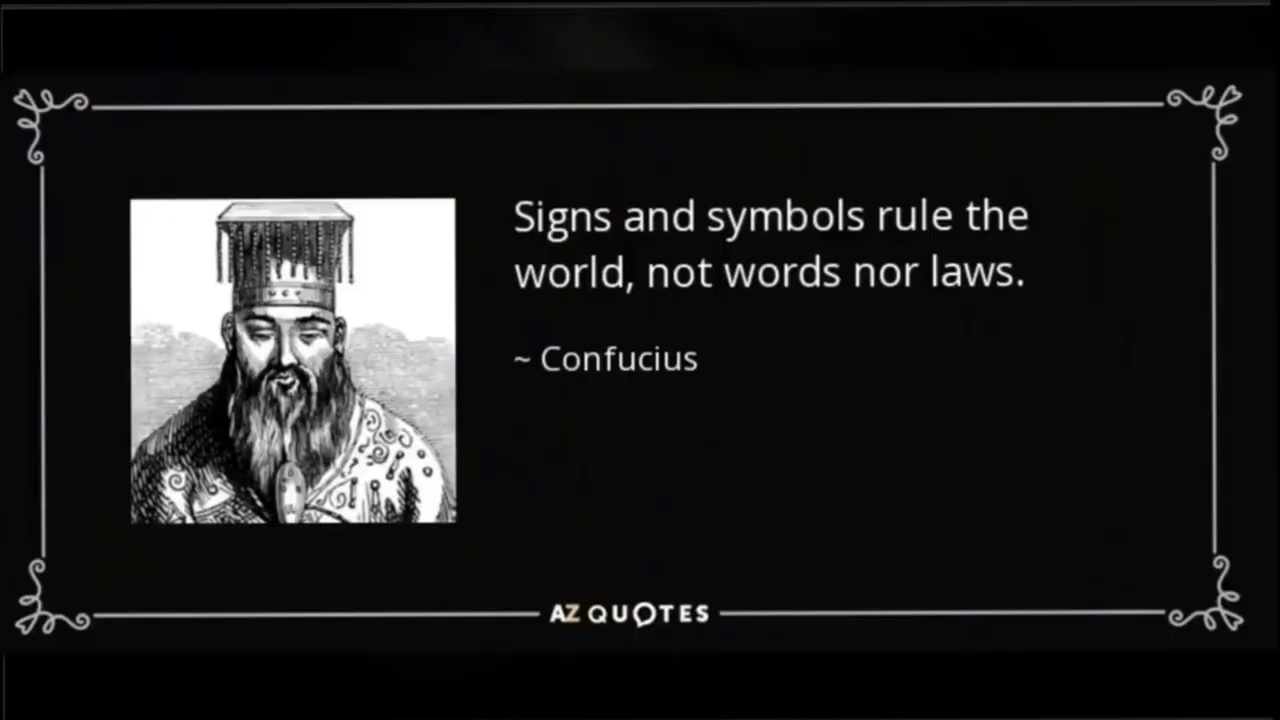 Signs and symbols rule the
world, not words nor laws.
~ Confucius
AZ QUOTES